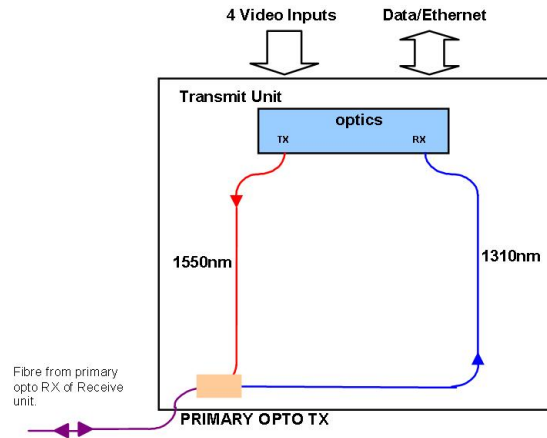 4 Video Inputs
Data/Ethernet
Transmit Unit
optics
TX
RX
1550nm
1310nm
Fibre from primary
opto RX of Receive
unit.
PRIMARY OPTO TX